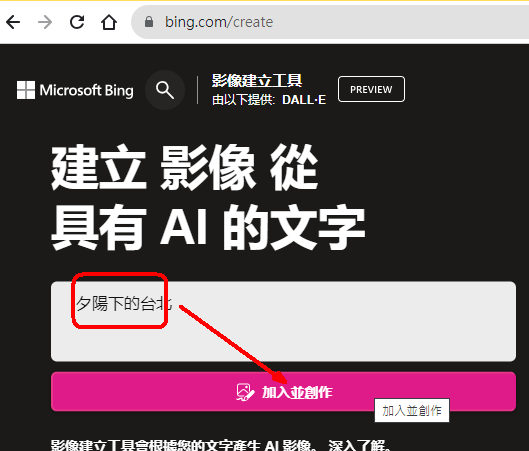 bing.com/create
Microsoft Bing
影像建立工具
由以下提供: DALL·E
PREVIEW
建立 影像 從
具有 AI 的文字
夕陽下的台北
加入並創作
加入並創作
影像建立工具會根據您的文字產生 AI 影像。 深入了解。